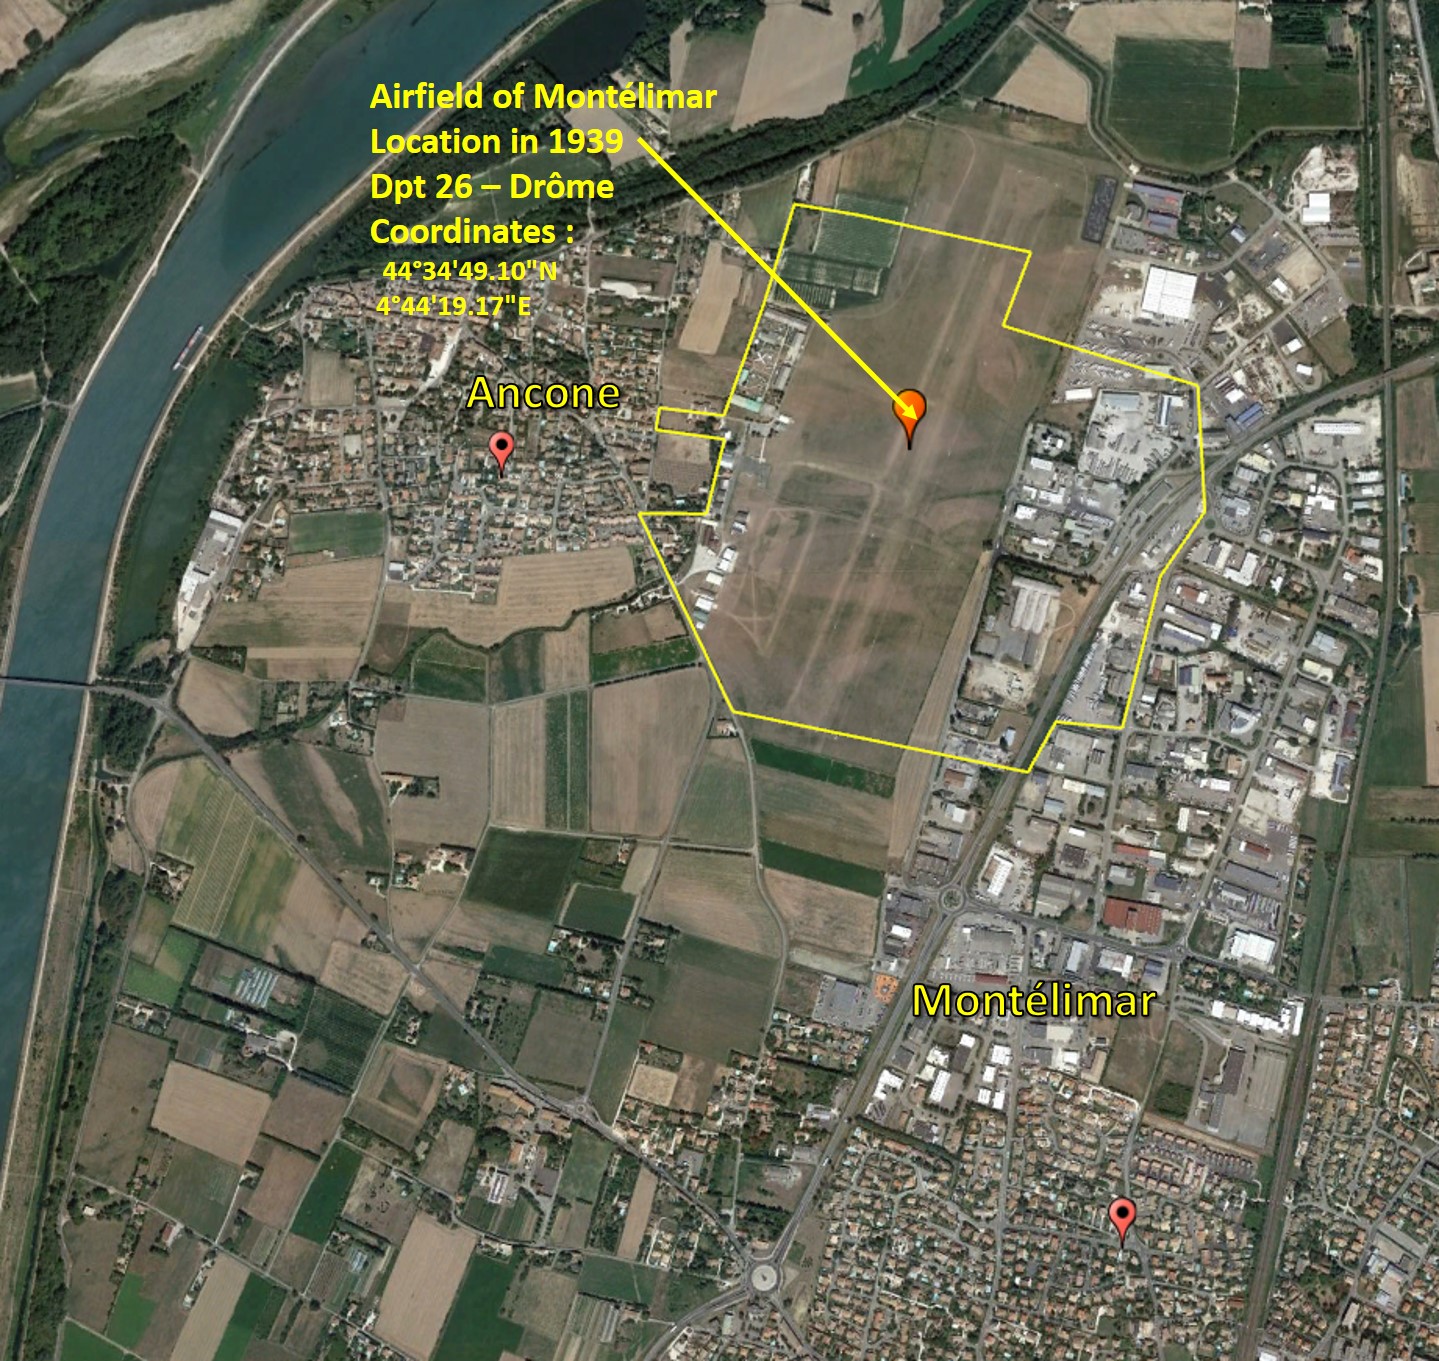 Airfield of Montélimar
Location in 1939
Dpt 26 – Drôme
Coordinates :
44°34'49.10"N
4°44'19.17"E
Ancone
Montélimar